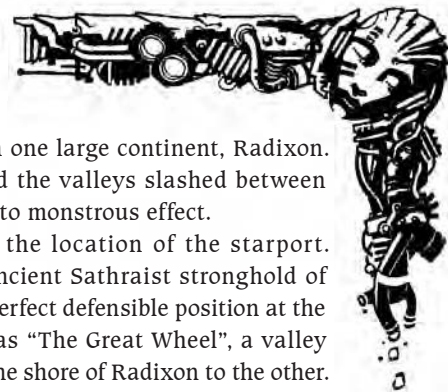 n one large continent, Radixon.
d the valleys slashed between
to monstrous effect.
the location of the starport.
ncient Sathraist stronghold of
erfect defensible position at the
as “The Great Wheel”, a valley
ne shore of Radixon to the other.